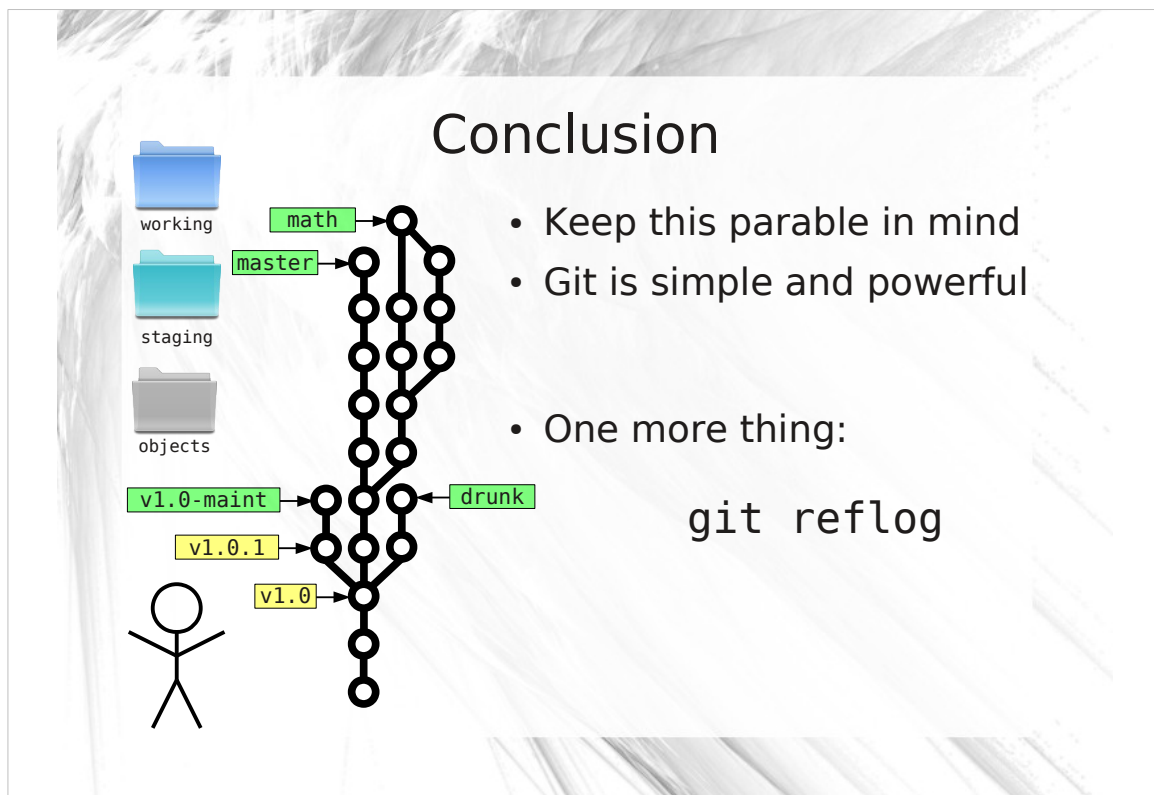 Conclusion
working
staging
objects
math
master
v1.0-maint
drunk
v1.0.1
v1.0
• Keep this parable in mind
• Git is simple and powerful
• One more thing:
git reflog